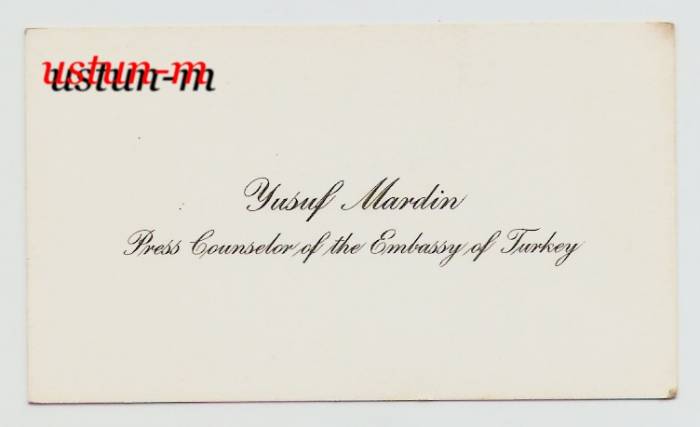 ustun-m
Yusuf Mardin
Press Counselor of the Embassy of Turkey